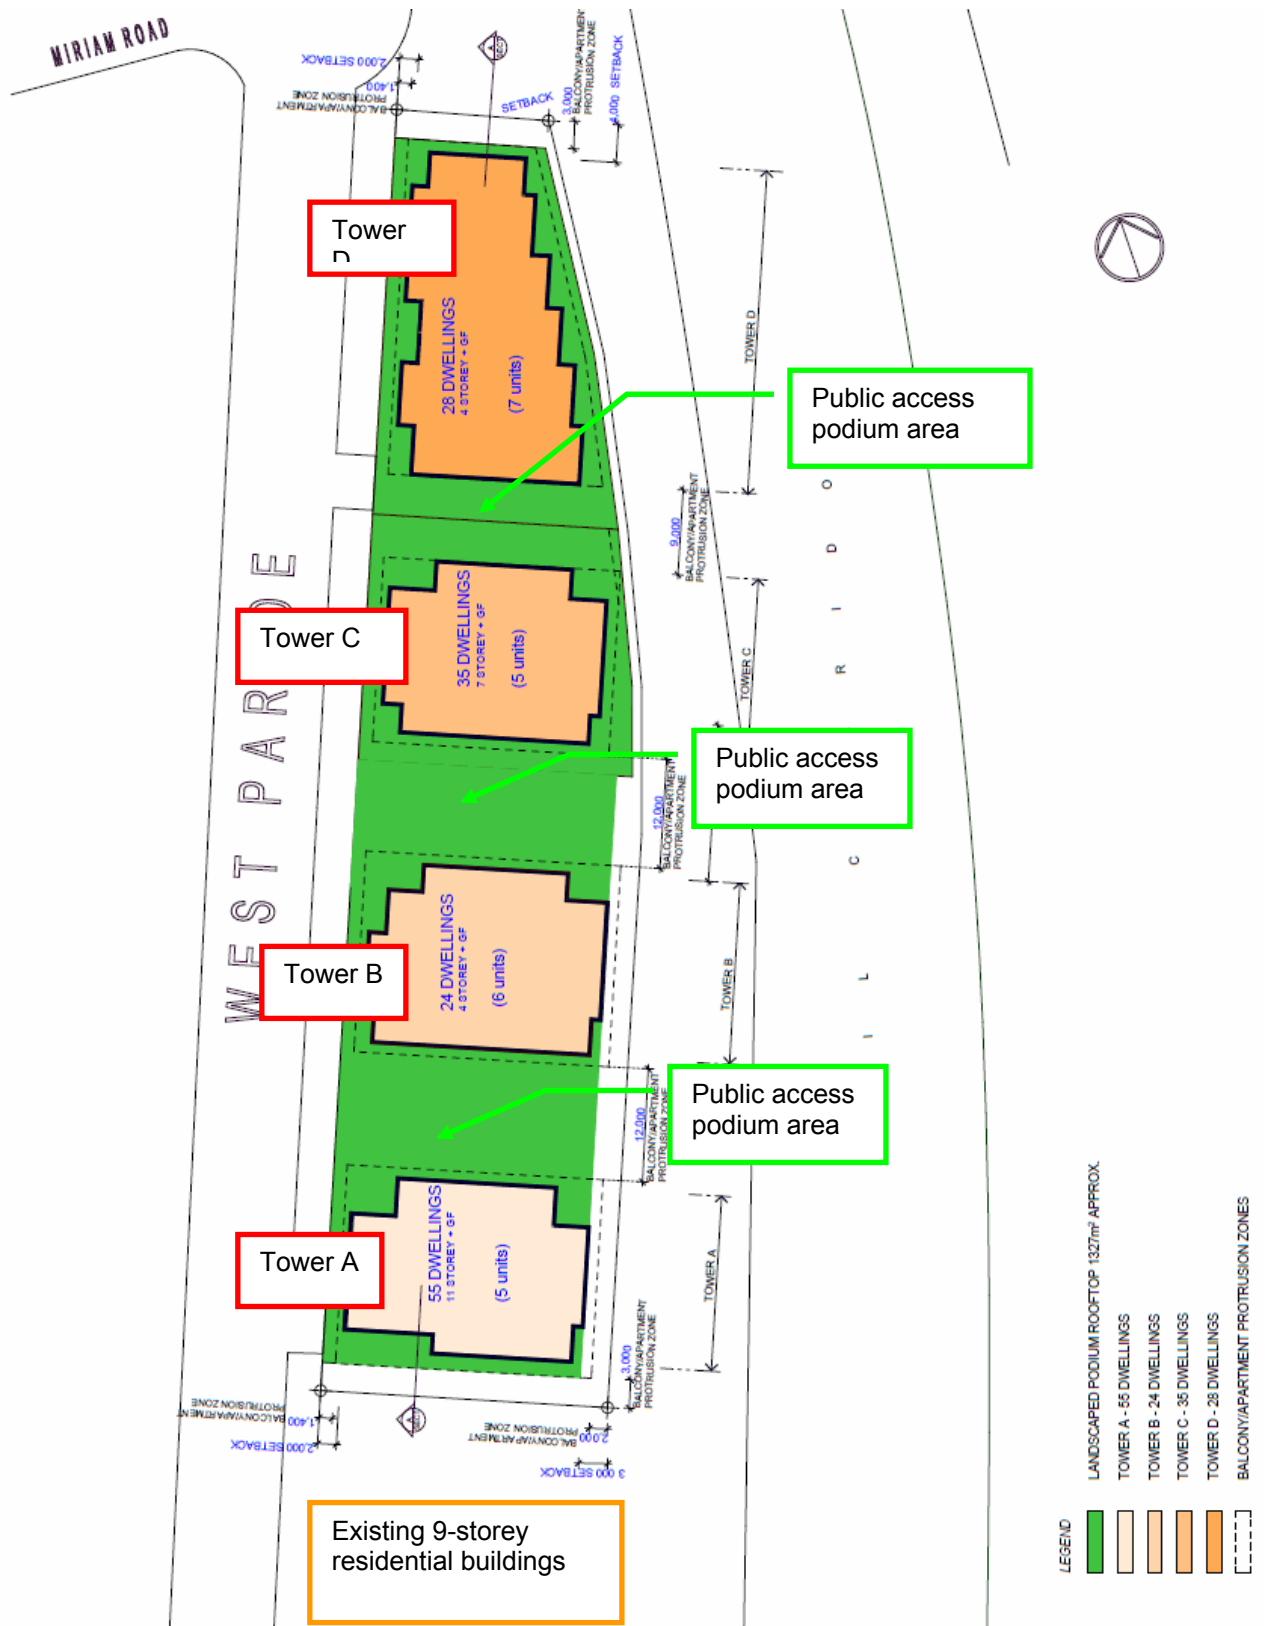 MIRIAM ROAD
2,000 SETBACK
1,400
BALCONY/APARTMENT
PROTRUSION ZONE
A
SECT
SETBACK
3,000
BALCONY/APARTMENT
PROTRUSION ZONE
4,000 SETBACK
Tower
28 DWELLINGS
4 STOREY + GF
(7 units)
TOWER D
Public access
podium area
9,000
BALCONY/APARTMENT
PROTRUSION ZONE
WEST PAR DE
Tower C
35 DWELLINGS
7 STOREY + GF
(5 units)
TOWER C
Public access
podium area
12,000
BALCONY/APARTMENT
PROTRUSION ZONE
Tower B
24 DWELLINGS
4 STOREY + GF
(6 units)
TOWER B
I L C I R I D O
Public access
podium area
12,000
BALCONY/APARTMENT
PROTRUSION ZONE
Tower A
55 DWELLINGS
11 STOREY + GF
(5 units)
TOWER A
3,000
BALCONY/APARTMENT
PROTRUSION ZONE
BALCONY/APARTMENT
PROTRUSION ZONE
1,400
2,000 SETBACK
A
SECT
2,000
BALCONY/APARTMENT
PROTRUSION ZONE
3 000 SETBACK
Existing 9-storey
residential buildings
LEGEND
LANDSCAPED PODIUM ROOFTOP 1327m² APPROX.
TOWER A - 55 DWELLINGS
TOWER B - 24 DWELLINGS
TOWER C - 35 DWELLINGS
TOWER D - 28 DWELLINGS
BALCONY/APARTMENT PROTRUSION ZONES